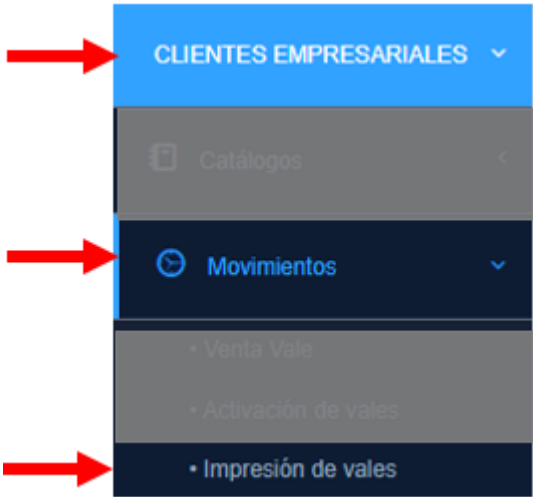 CLIENTES EMPRESARIALES
Catálogos
Movimientos
• Venta Vale
• Activación de vales
• Impresión de vales